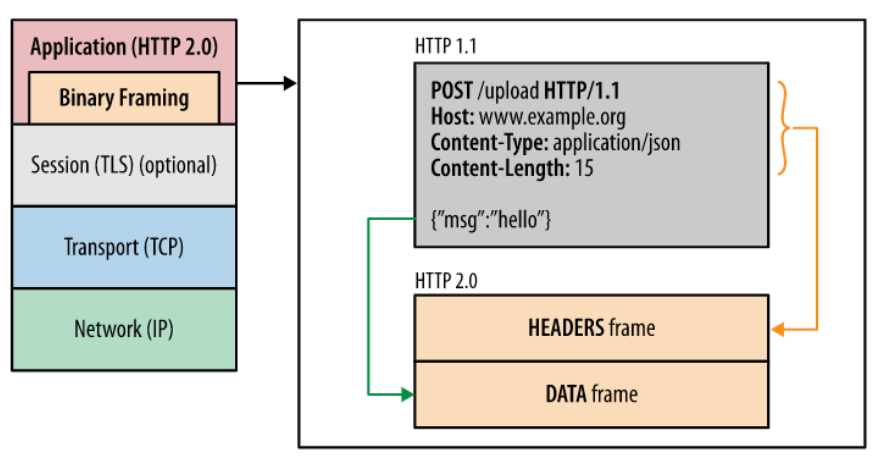 Application (HTTP 2.0)
Binary Framing
Session (TLS) (optional)
Transport (TCP)
Network (IP)
HTTP 1.1
POST /upload HTTP/1.1
Host: www.example.org
Content-Type: application/json
Content-Length: 15
{”msg”:”hello”}
HTTP 2.0
HEADERS frame
DATA frame